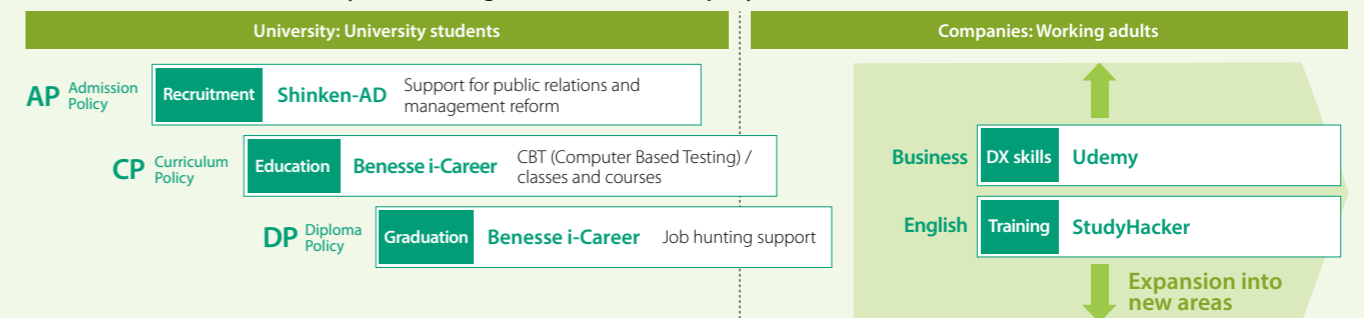 University: University students
Companies: Working adults
AP Admission
Policy
Recruitment
Shinken-AD
Support for public relations and
management reform
CP Curriculum
Policy
Education
Benesse i-Career
CBT (Computer Based Testing) /
classes and courses
DP Diploma
Policy
Graduation
Benesse i-Career
Job hunting support
Business
DX skills
Udemy
English
Training
StudyHacker
Expansion into
new areas